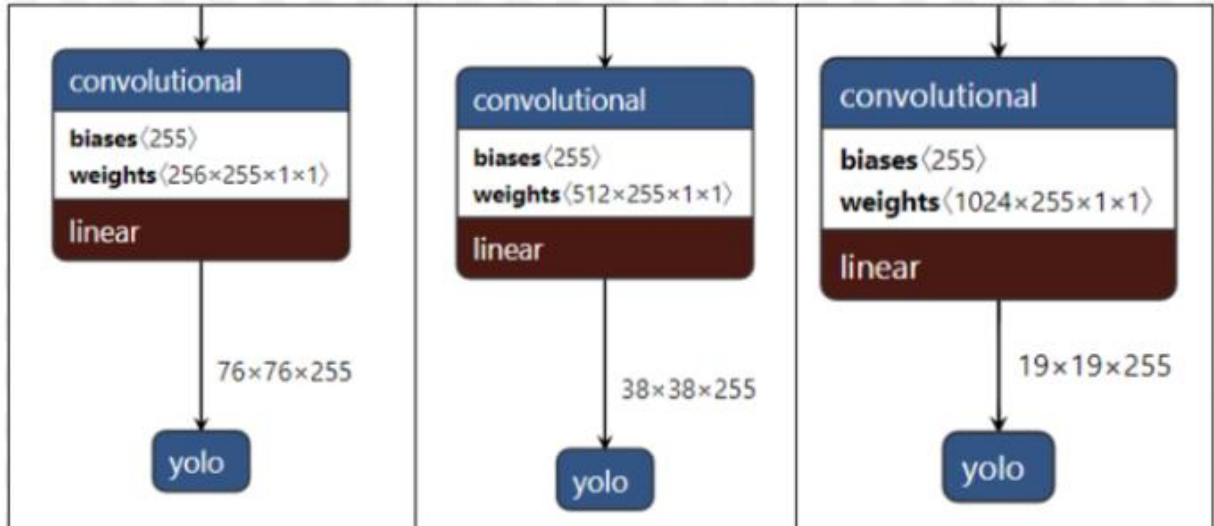 convolutional
biases〈255〉
weights〈256×255×1×1〉
linear
76×76×255
yolo
convolutional
biases〈255〉
weights〈512×255×1×1〉
linear
38×38×255
yolo
convolutional
biases〈255〉
weights〈1024×255×1×1〉
linear
19×19×255
yolo